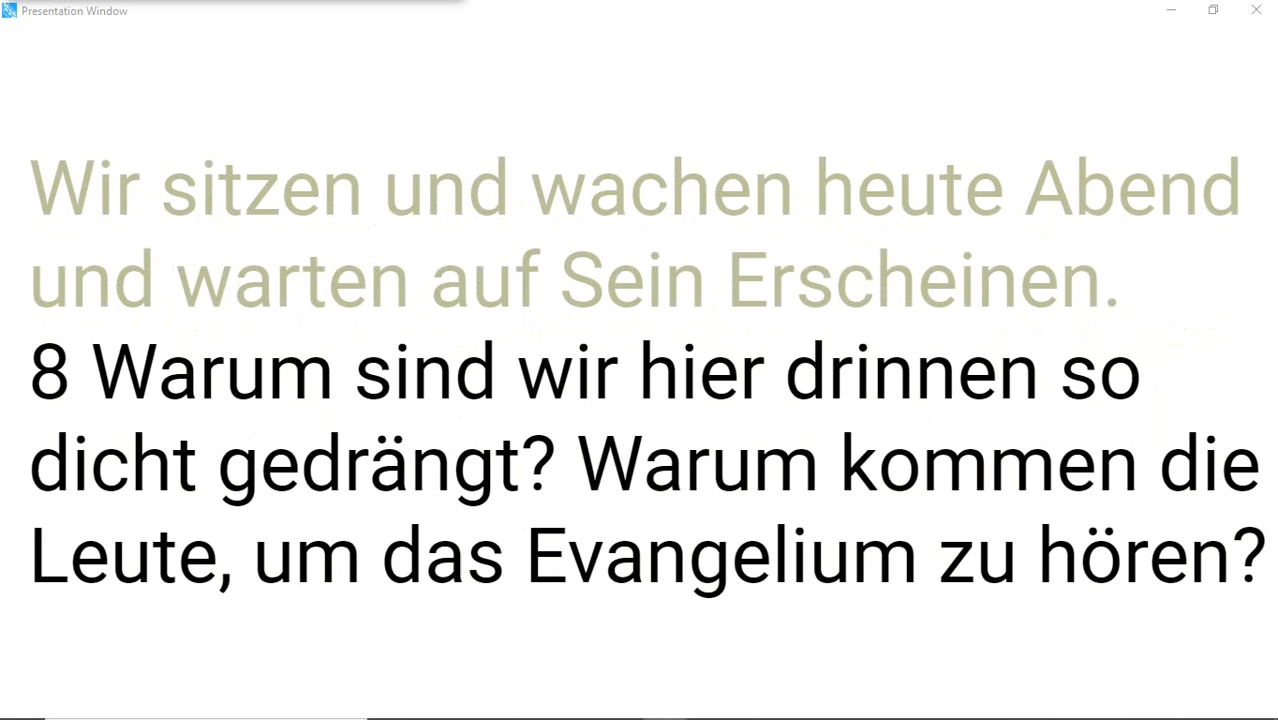 Presentation Window
Wir sitzen und wachen heute Abend
und warten auf Sein Erscheinen.
8 Warum sind wir hier drinnen so
dicht gedrängt? Warum kommen die
Leute, um das Evangelium zu hören?